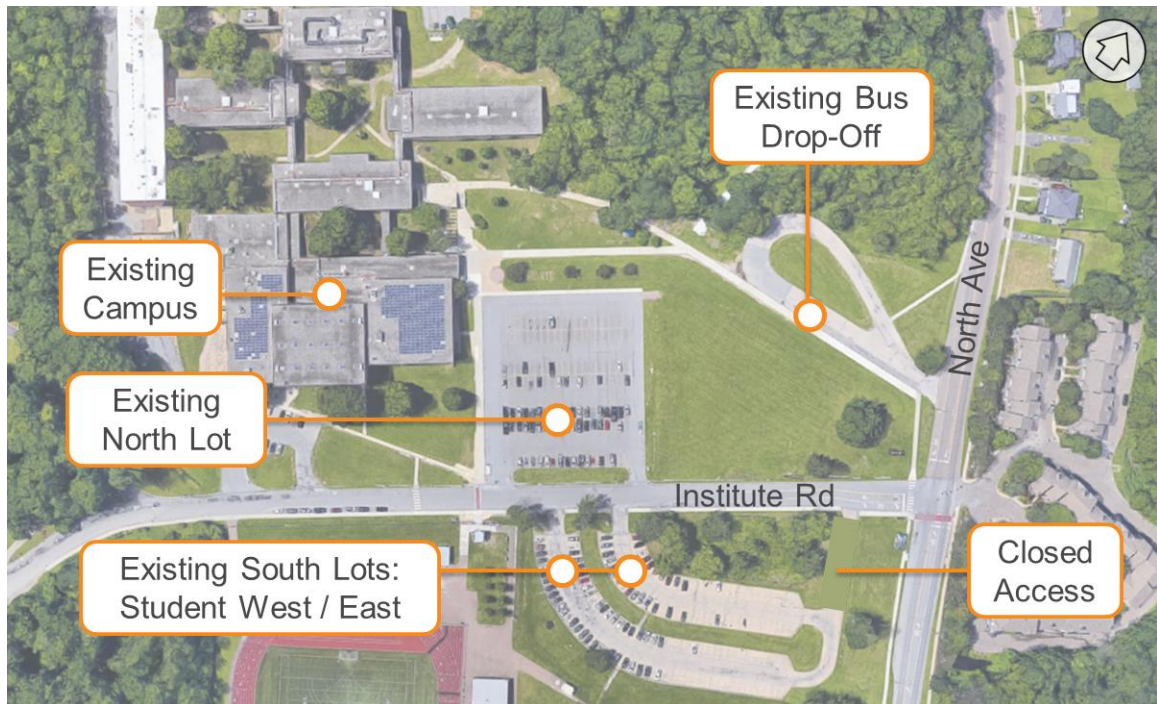 Existing Bus
Drop-Off
North Ave
Existing
Campus
Existing
North Lot
Institute Rd
Existing South Lots:
Student West / East
Closed
Access